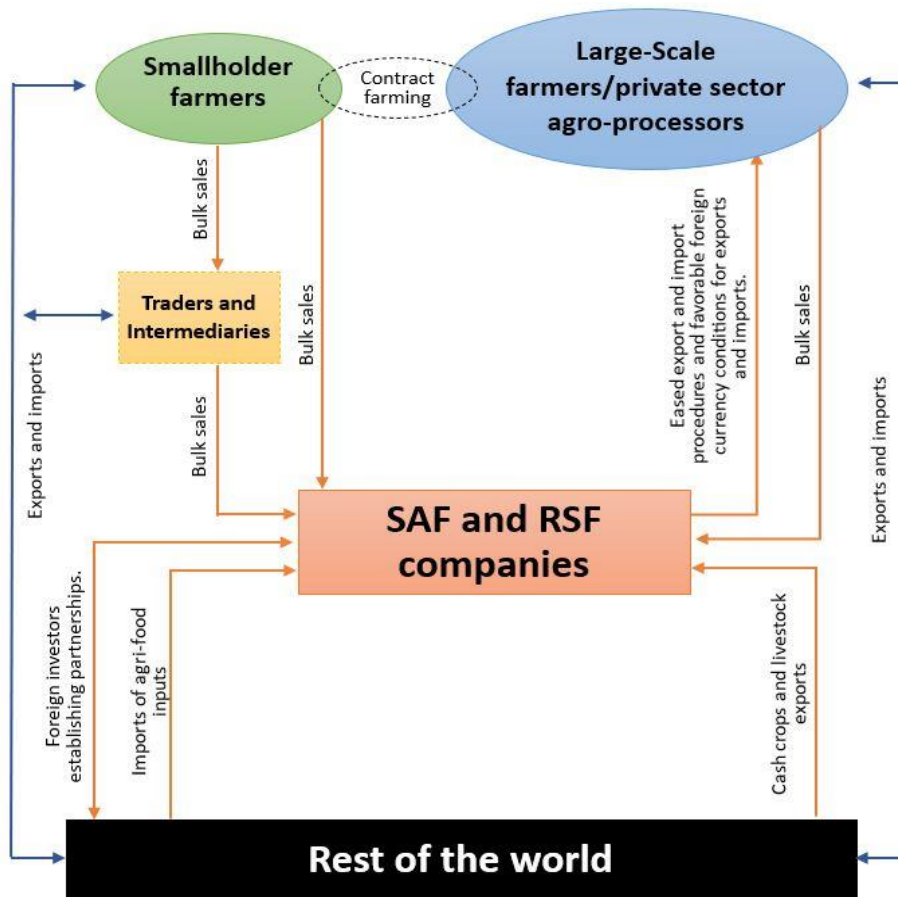 Smallholder
farmers
Contract
farming
Large-Scale
farmers/private sector
agro-processors
Bulk sales
Traders and
Intermediaries
Bulk sales
Bulk sales
Eased export and import
procedures and favorable foreign
currency conditions for exports
and imports.
Bulk sales
Exports and imports
Exports and imports
SAF and RSF
companies
Foreign investors
establishing partnerships.
Imports of agri-food
inputs
Cash crops and livestock
exports
Rest of the world